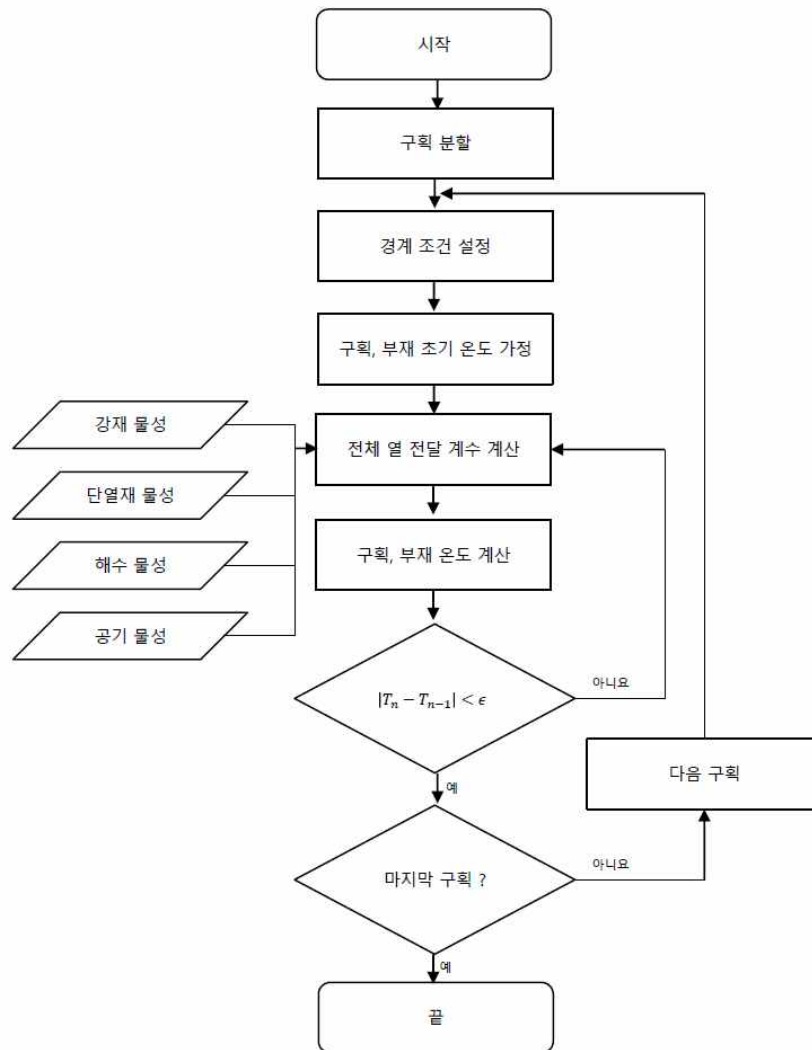 시작
구획 분할
경계 조건 설정
구획, 부재 초기 온도 가정
강재 물성
전체 열 전달 계수 계산
단열재 물성
구획, 부재 온도 계산
해수 물성
공기 물성
|Tₙ − Tₙ₋₁| < ϵ
아니요
다음 구획
예
마지막 구획 ?
아니요
예
끝